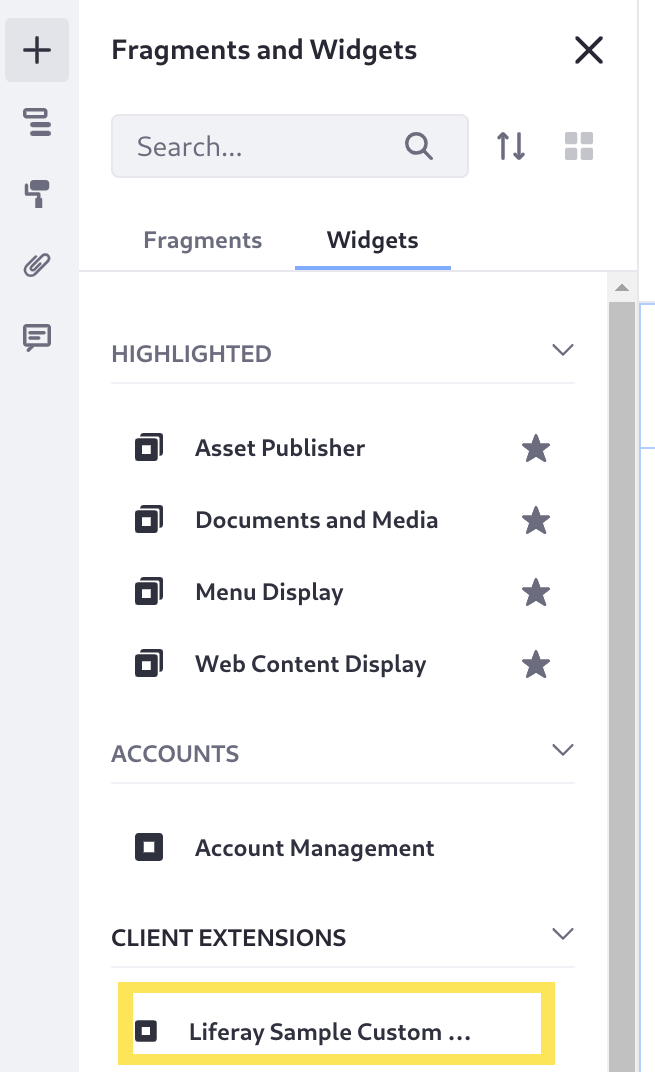 Fragments and Widgets
Search...
Fragments Widgets
HIGHLIGHTED
Asset Publisher
Documents and Media
Menu Display
Web Content Display
ACCOUNTS
Account Management
CLIENT EXTENSIONS
Liferay Sample Custom ...